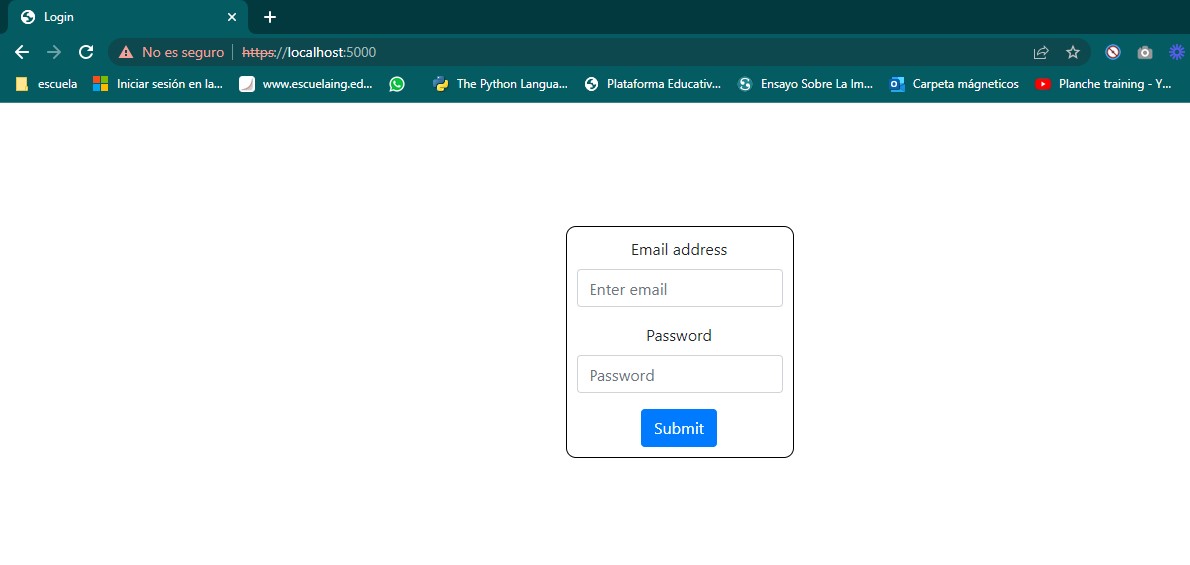 Login
No es seguro https://localhost:5000
escuela Iniciar sesión en la... www.escuelaing.ed... The Python Langua... Plataforma Educativ... Ensayo Sobre La Im... Carpeta mágneticos Planche training - Y...
Email address
Enter email
Password
Password
Submit